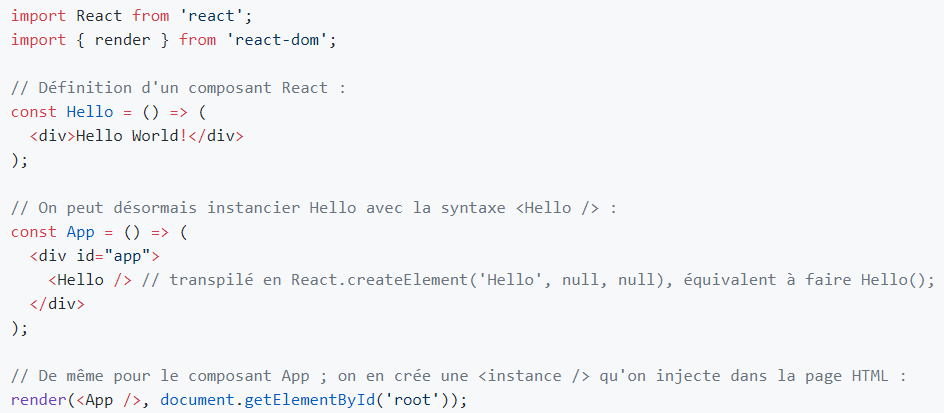 import React from 'react';
import { render } from 'react-dom';
// Définition d'un composant React :
const Hello = () => (
<div>Hello World!</div>
);
// On peut désormais instancier Hello avec la syntaxe <Hello /> :
const App = () => (
<div id="app">
<Hello /> // transpilé en React.createElement('Hello', null, null), équivalent à faire Hello();
</div>
);
// De même pour le composant App ; on en crée une <instance /> qu'on injecte dans la page HTML :
render(<App />, document.getElementById('root'));